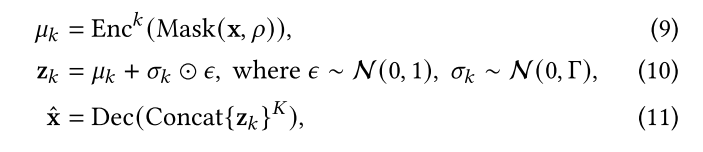 μ_k = Enc^k(Mask(x, ρ)), (9)
z_k = μ_k + σ_k ⊙ ϵ, where ϵ ∼ N(0, 1), σ_k ∼ N(0, Γ), (10)
x̂ = Dec(Concat{z_k}^K), (11)